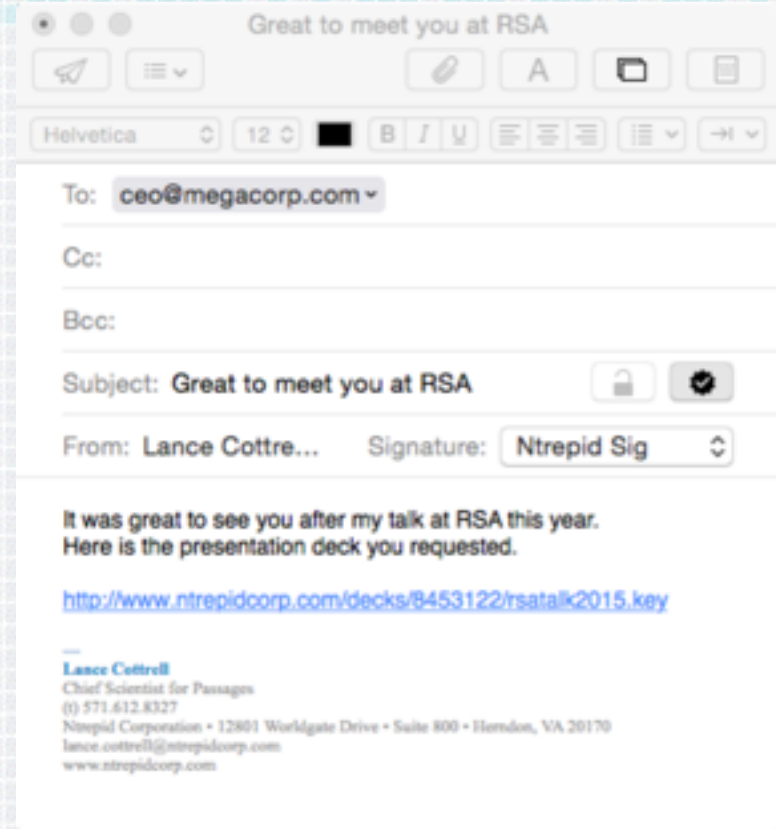 Great to meet you at RSA
A
Helvetica 12 B I U
To: ceo@megacorp.com
Cc:
Bcc:
Subject: Great to meet you at RSA
From: Lance Cottre... Signature: Ntrepid Sig
It was great to see you after my talk at RSA this year.
Here is the presentation deck you requested.
http://www.ntrepidcorp.com/decks/8453122/rsatalk2015.key
—
Lance Cottrell
Chief Scientist for Passages
(t) 571.612.8327
Ntrepid Corporation • 12801 Worldgate Drive • Suite 800 • Herndon, VA 20170
lance.cottrell@ntrepidcorp.com
www.ntrepidcorp.com